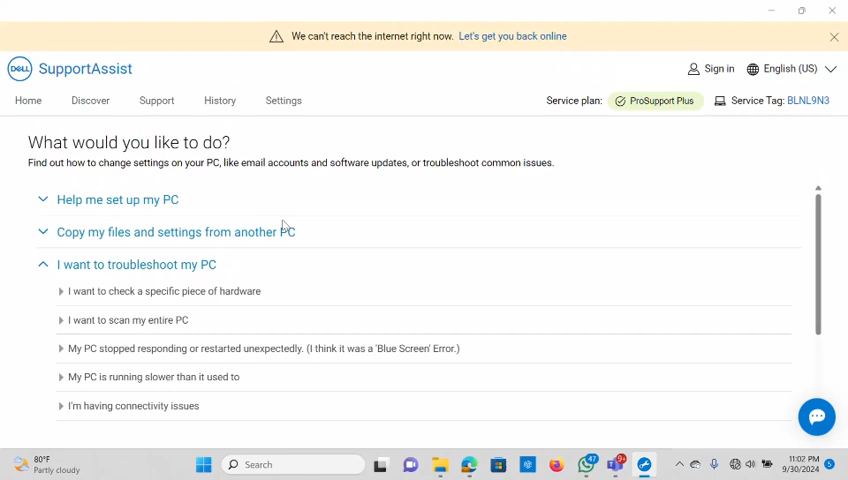 We can't reach the internet right now. Let's get you back online
DELL SupportAssist
Sign in English (US)
Home Discover Support History Settings
Service plan: ProSupport Plus Service Tag: BLNL9N3
What would you like to do?
Find out how to change settings on your PC, like email accounts and software updates, or troubleshoot common issues.
Help me set up my PC
Copy my files and settings from another PC
I want to troubleshoot my PC
I want to check a specific piece of hardware
I want to scan my entire PC
My PC stopped responding or restarted unexpectedly. (I think it was a 'Blue Screen' Error.)
My PC is running slower than it used to
I'm having connectivity issues
80°F
Partly cloudy
Search
47
9+
11:02 PM
9/30/2024
5